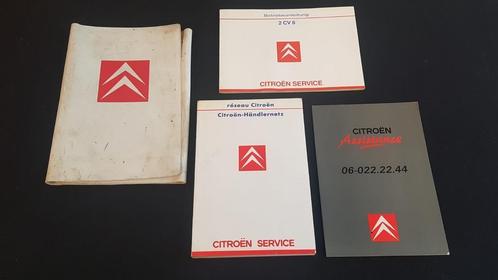 Betriebsanleitung
2 CV 6
CITROËN SERVICE
réseau Citroën
Citroën-Händlernetz
CITROËN SERVICE
CITROËN
Assistance
06-022.22.44